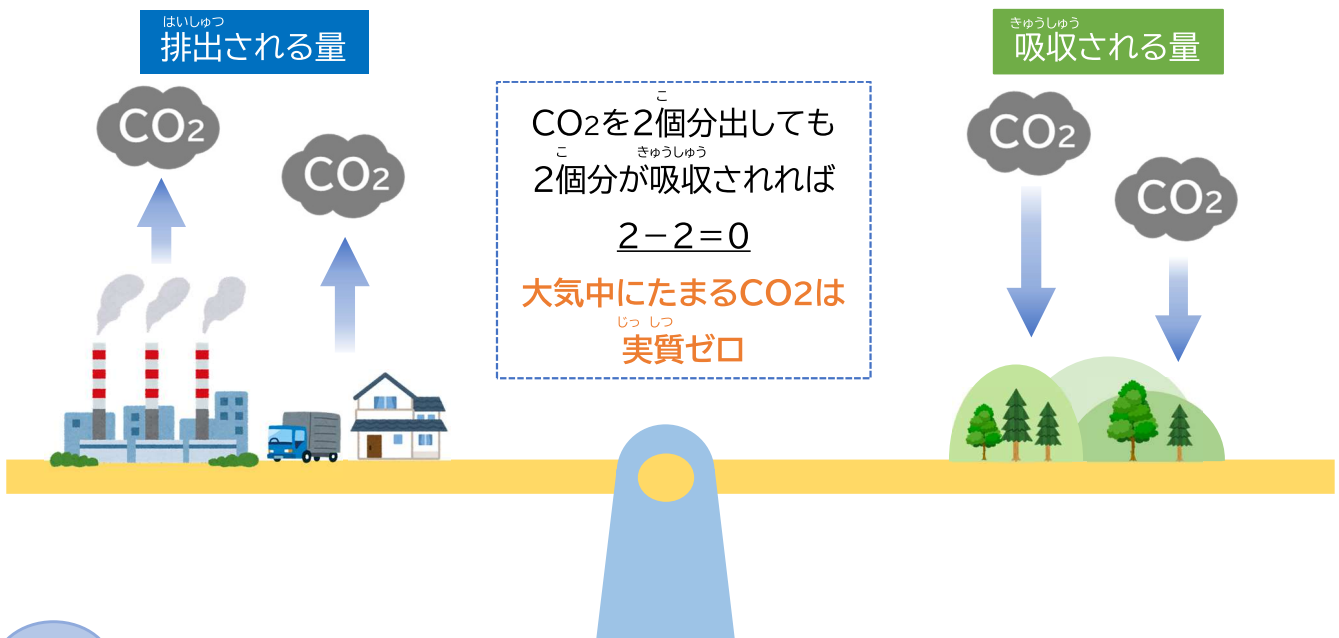 はいしゅつ
排出される量
CO2
CO2
こ
CO2を2個分出しても
こ きゅうしゅう
2個分が吸収されれば
2－2＝0
大気中にたまるCO2は
じっ しつ
実質ゼロ
きゅうしゅう
吸収される量
CO2
CO2